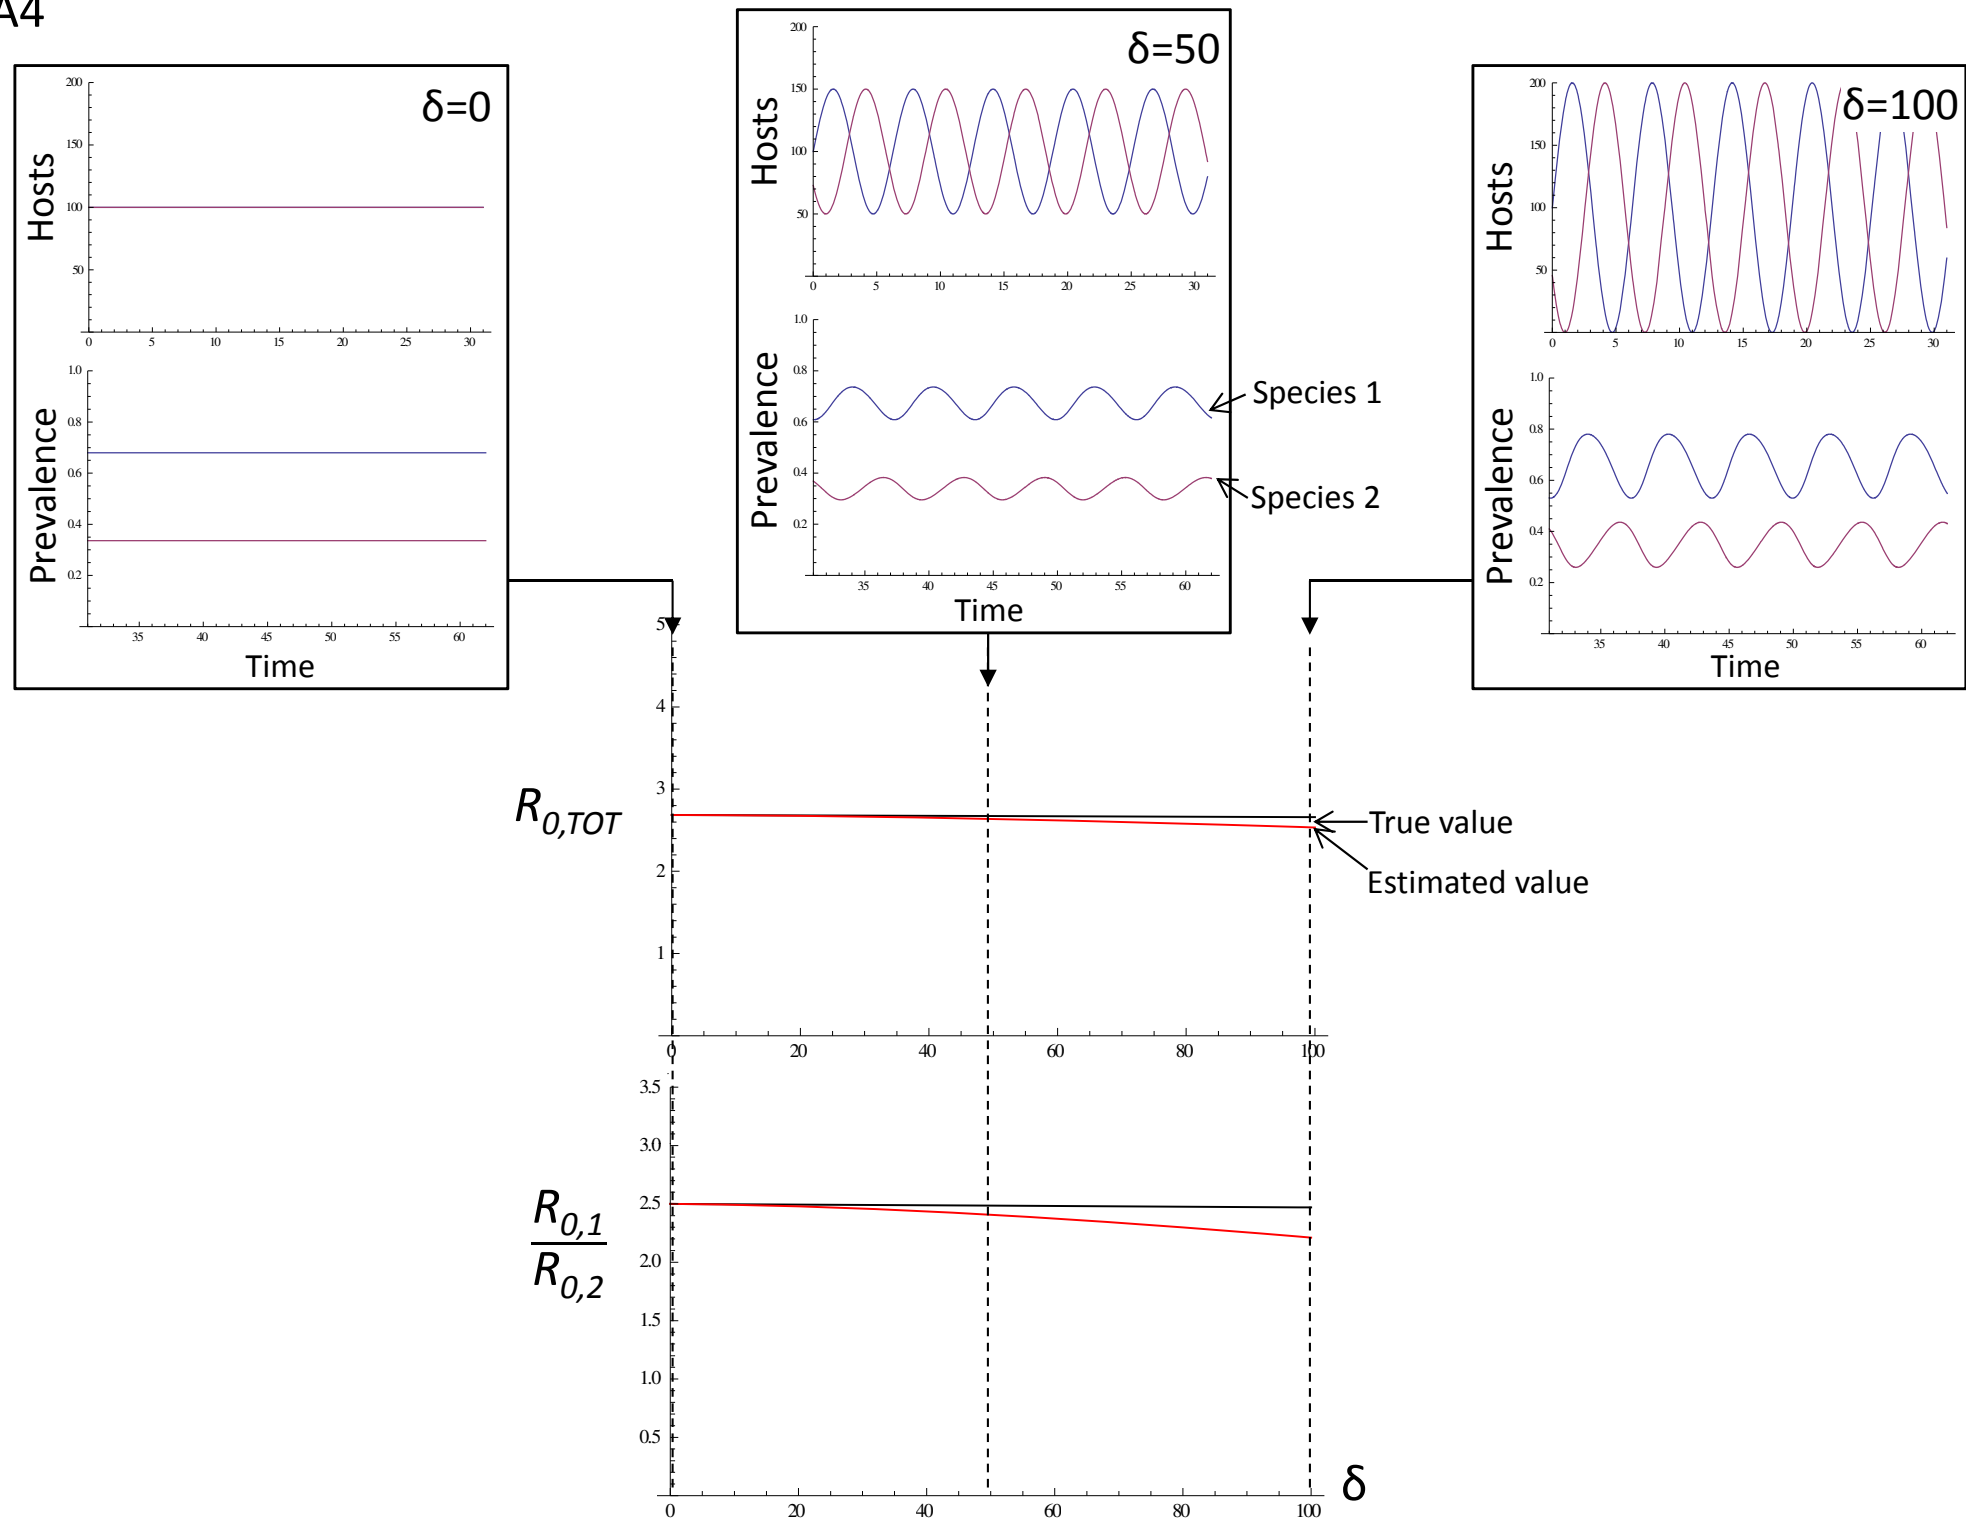 A4
δ=0
Hosts
200
150
100
50
0 5 10 15 20 25 30
Prevalence
1.0
0.8
0.6
0.4
0.2
35 40 45 50 55 60
Time
δ=50
Hosts
200
150
100
50
0 5 10 15 20 25 30
Prevalence
1.0
0.8
0.6
0.4
0.2
35 40 45 50 55 60
Time
Species 1
Species 2
δ=100
Hosts
200
150
100
50
0 5 10 15 20 25 30
Prevalence
1.0
0.8
0.6
0.4
0.2
35 40 45 50 55 60
Time
R0,TOT
5
4
3
2
1
0 20 40 60 80 100
True value
Estimated value
R0,1
R0,2
3.5
3.0
2.5
2.0
1.5
1.0
0.5
0 20 40 60 80 100
δ